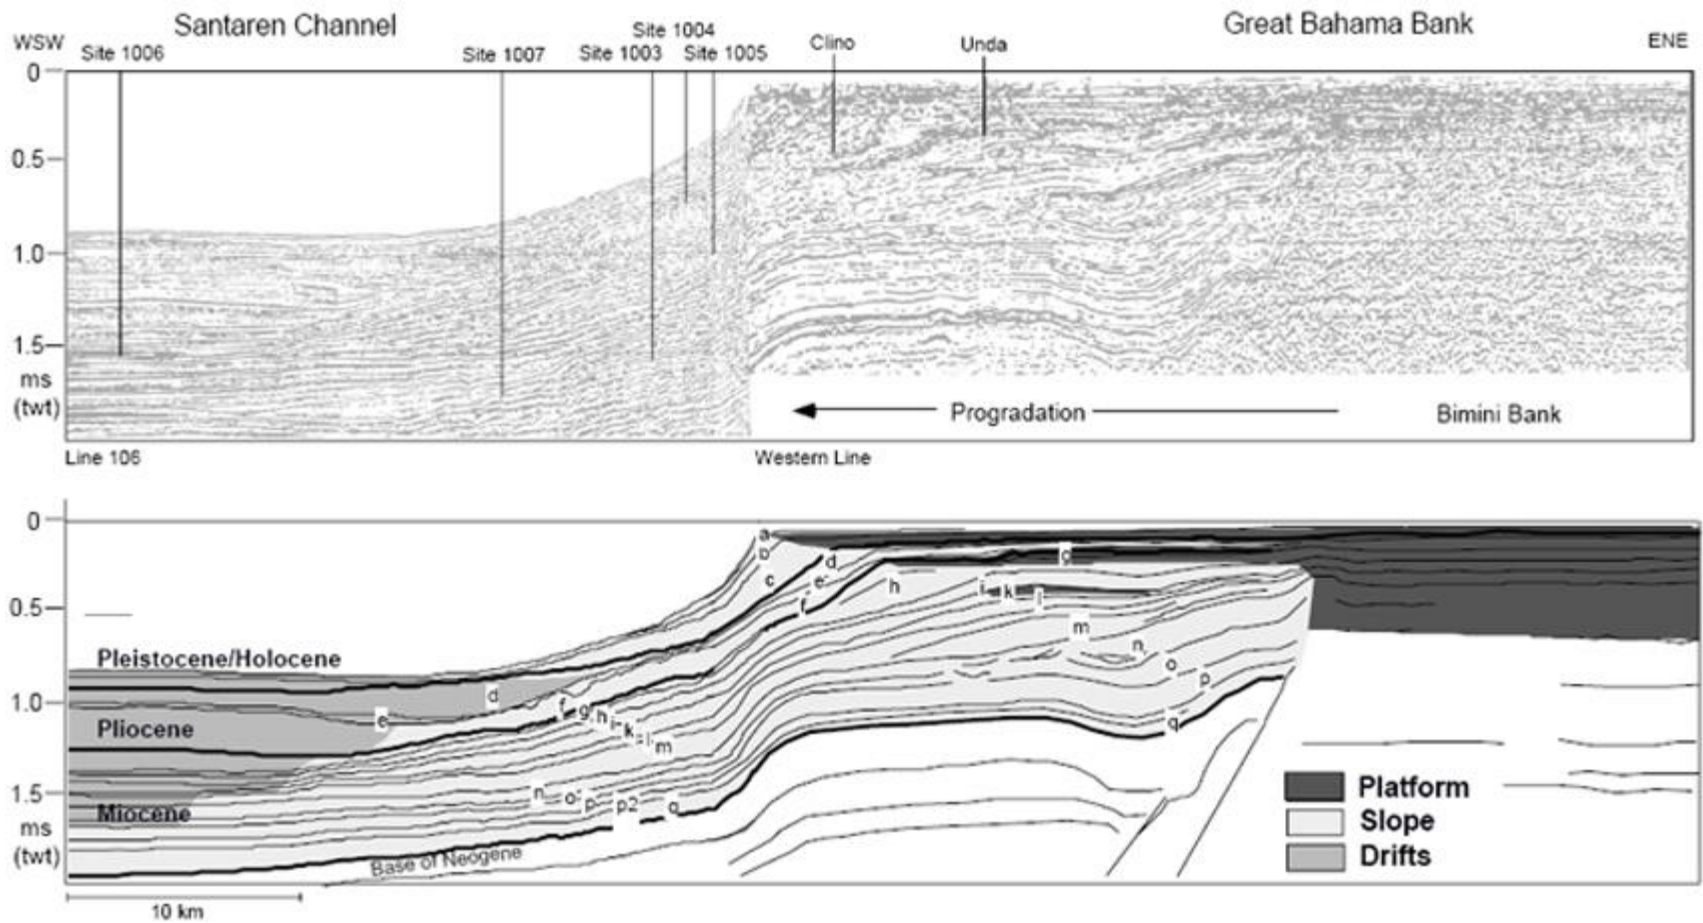 Santaren Channel
Great Bahama Bank
WSW
Site 1006
Site 1007
Site 1003
Site 1004
Site 1005
Clino
Unda
ENE
0
0.5
1.0
1.5
ms
(twt)
Progradation
Bimini Bank
Line 106
Western Line
0
0.5
1.0
1.5
ms
(twt)
a
b
c
d
e
f
g
h
i
k
l
m
n
o
p
q
Pleistocene/Holocene
Pliocene
Miocene
d
e
f
g
h
i
k
l
m
n
o
p
p2
q
Base of Neogene
Platform
Slope
Drifts
10 km